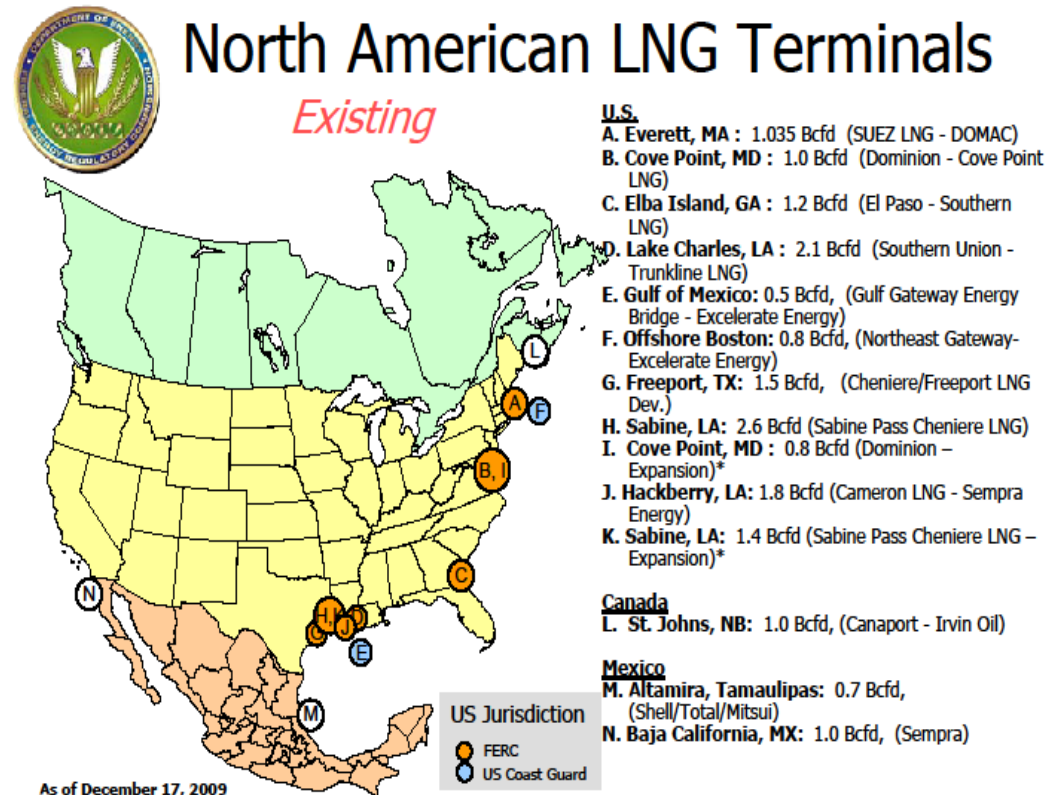 North American LNG Terminals
Existing
DEPARTMENT OF ENERGY
FEDERAL ENERGY REGULATORY COMMISSION
U.S.
A. Everett, MA : 1.035 Bcfd (SUEZ LNG - DOMAC)
B. Cove Point, MD : 1.0 Bcfd (Dominion - Cove Point
LNG)
C. Elba Island, GA : 1.2 Bcfd (El Paso - Southern
LNG)
D. Lake Charles, LA : 2.1 Bcfd (Southern Union -
Trunkline LNG)
E. Gulf of Mexico: 0.5 Bcfd, (Gulf Gateway Energy
Bridge - Excelerate Energy)
F. Offshore Boston: 0.8 Bcfd, (Northeast Gateway-
Excelerate Energy)
G. Freeport, TX: 1.5 Bcfd, (Cheniere/Freeport LNG
Dev.)
H. Sabine, LA: 2.6 Bcfd (Sabine Pass Cheniere LNG)
I. Cove Point, MD : 0.8 Bcfd (Dominion –
Expansion)*
J. Hackberry, LA: 1.8 Bcfd (Cameron LNG - Sempra
Energy)
K. Sabine, LA: 1.4 Bcfd (Sabine Pass Cheniere LNG –
Expansion)*
Canada
L. St. Johns, NB: 1.0 Bcfd, (Canaport - Irvin Oil)
Mexico
M. Altamira, Tamaulipas: 0.7 Bcfd,
(Shell/Total/Mitsui)
N. Baja California, MX: 1.0 Bcfd, (Sempra)
L
A
F
B, I
C
N
H,
D
J
G
E
M
US Jurisdiction
FERC
US Coast Guard
As of December 17, 2009